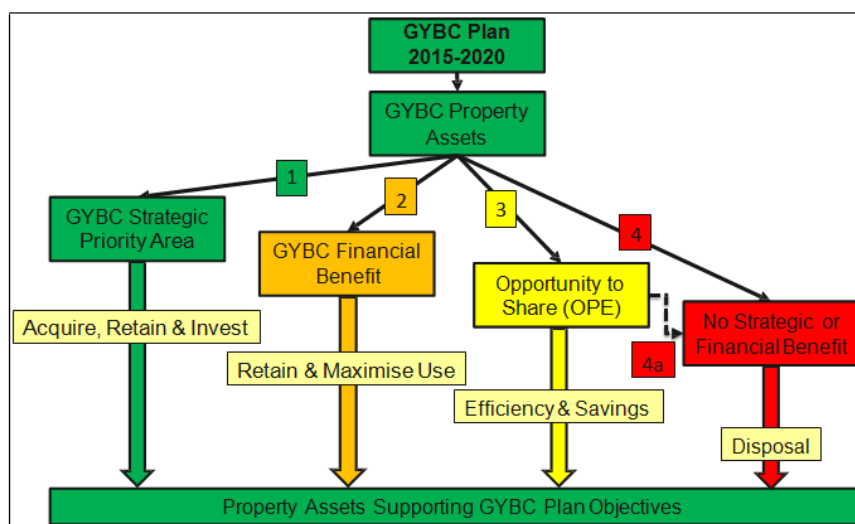 GYBC Plan
2015-2020
GYBC Property
Assets
1
2
3
4
GYBC Strategic
Priority Area
GYBC Financial
Benefit
Opportunity to
Share (OPE)
No Strategic or
Financial Benefit
4a
Acquire, Retain & Invest
Retain & Maximise Use
Efficiency & Savings
Disposal
Property Assets Supporting GYBC Plan Objectives